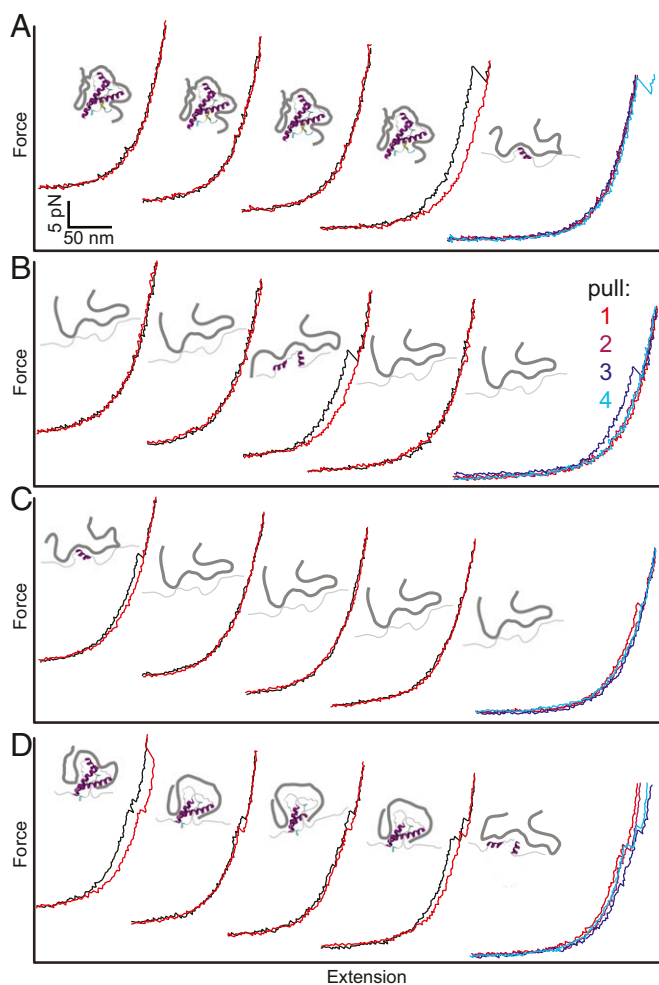 A
Force
5 pN
50 nm
B
Force
pull:
1
2
3
4
C
Force
D
Force
Extension